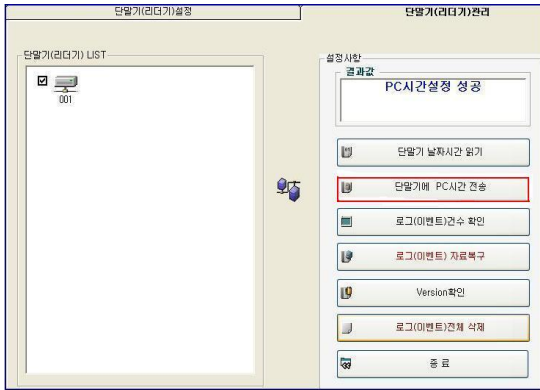 단말기(리더기)설정
단말기(리더기)관리
단말기(리더기) LIST
001
설정사항
결과값
PC시간설정 성공
단말기 날짜시간 읽기
단말기에 PC시간 전송
로그(이벤트)건수 확인
로그(이벤트) 자료복구
Version확인
로그(이벤트)전체 삭제
종 료